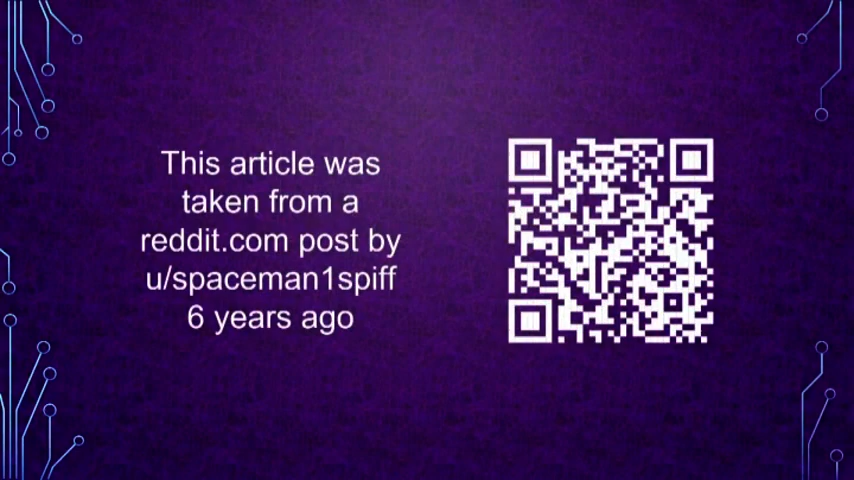 This article was
taken from a
reddit.com post by
u/spaceman1spiff
6 years ago